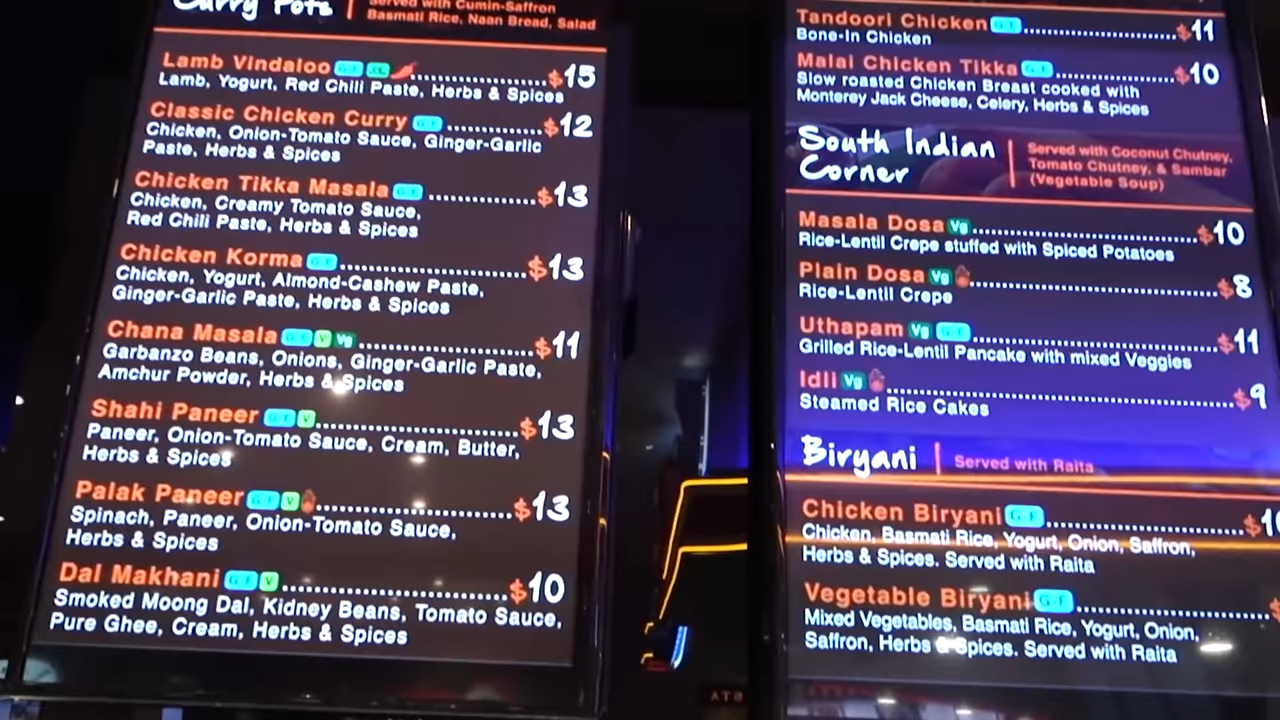 Curry Pots
Served with Cumin-Saffron
Basmati Rice, Naan Bread, Salad
Lamb Vindaloo G-F $15
Lamb, Yogurt, Red Chili Paste, Herbs & Spices
Classic Chicken Curry G-F $12
Chicken, Onion-Tomato Sauce, Ginger-Garlic
Paste, Herbs & Spices
Chicken Tikka Masala G-F $13
Chicken, Creamy Tomato Sauce,
Red Chili Paste, Herbs & Spices
Chicken Korma G-F $13
Chicken, Yogurt, Almond-Cashew Paste,
Ginger-Garlic Paste, Herbs & Spices
Chana Masala G-F V Vg $11
Garbanzo Beans, Onions, Ginger-Garlic Paste,
Amchur Powder, Herbs & Spices
Shahi Paneer G-F V $13
Paneer, Onion-Tomato Sauce, Cream, Butter,
Herbs & Spices
Palak Paneer G-F V $13
Spinach, Paneer, Onion-Tomato Sauce,
Herbs & Spices
Dal Makhani G-F V $10
Smoked Moong Dal, Kidney Beans, Tomato Sauce,
Pure Ghee, Cream, Herbs & Spices
Tandoori Chicken G-F $11
Bone-In Chicken
Malai Chicken Tikka G-F $10
Slow roasted Chicken Breast cooked with
Monterey Jack Cheese, Celery, Herbs & Spices
South Indian
Corner
Served with Coconut Chutney,
Tomato Chutney, & Sambar
(Vegetable Soup)
Masala Dosa Vg $10
Rice-Lentil Crepe stuffed with Spiced Potatoes
Plain Dosa Vg $8
Rice-Lentil Crepe
Uthapam Vg G-F $11
Grilled Rice-Lentil Pancake with mixed Veggies
Idli Vg $9
Steamed Rice Cakes
Biryani
Served with Raita
Chicken Biryani G-F $
Chicken, Basmati Rice, Yogurt, Onion, Saffron,
Herbs & Spices. Served with Raita
Vegetable Biryani G-F $
Mixed Vegetables, Basmati Rice, Yogurt, Onion,
Saffron, Herbs & Spices. Served with Raita